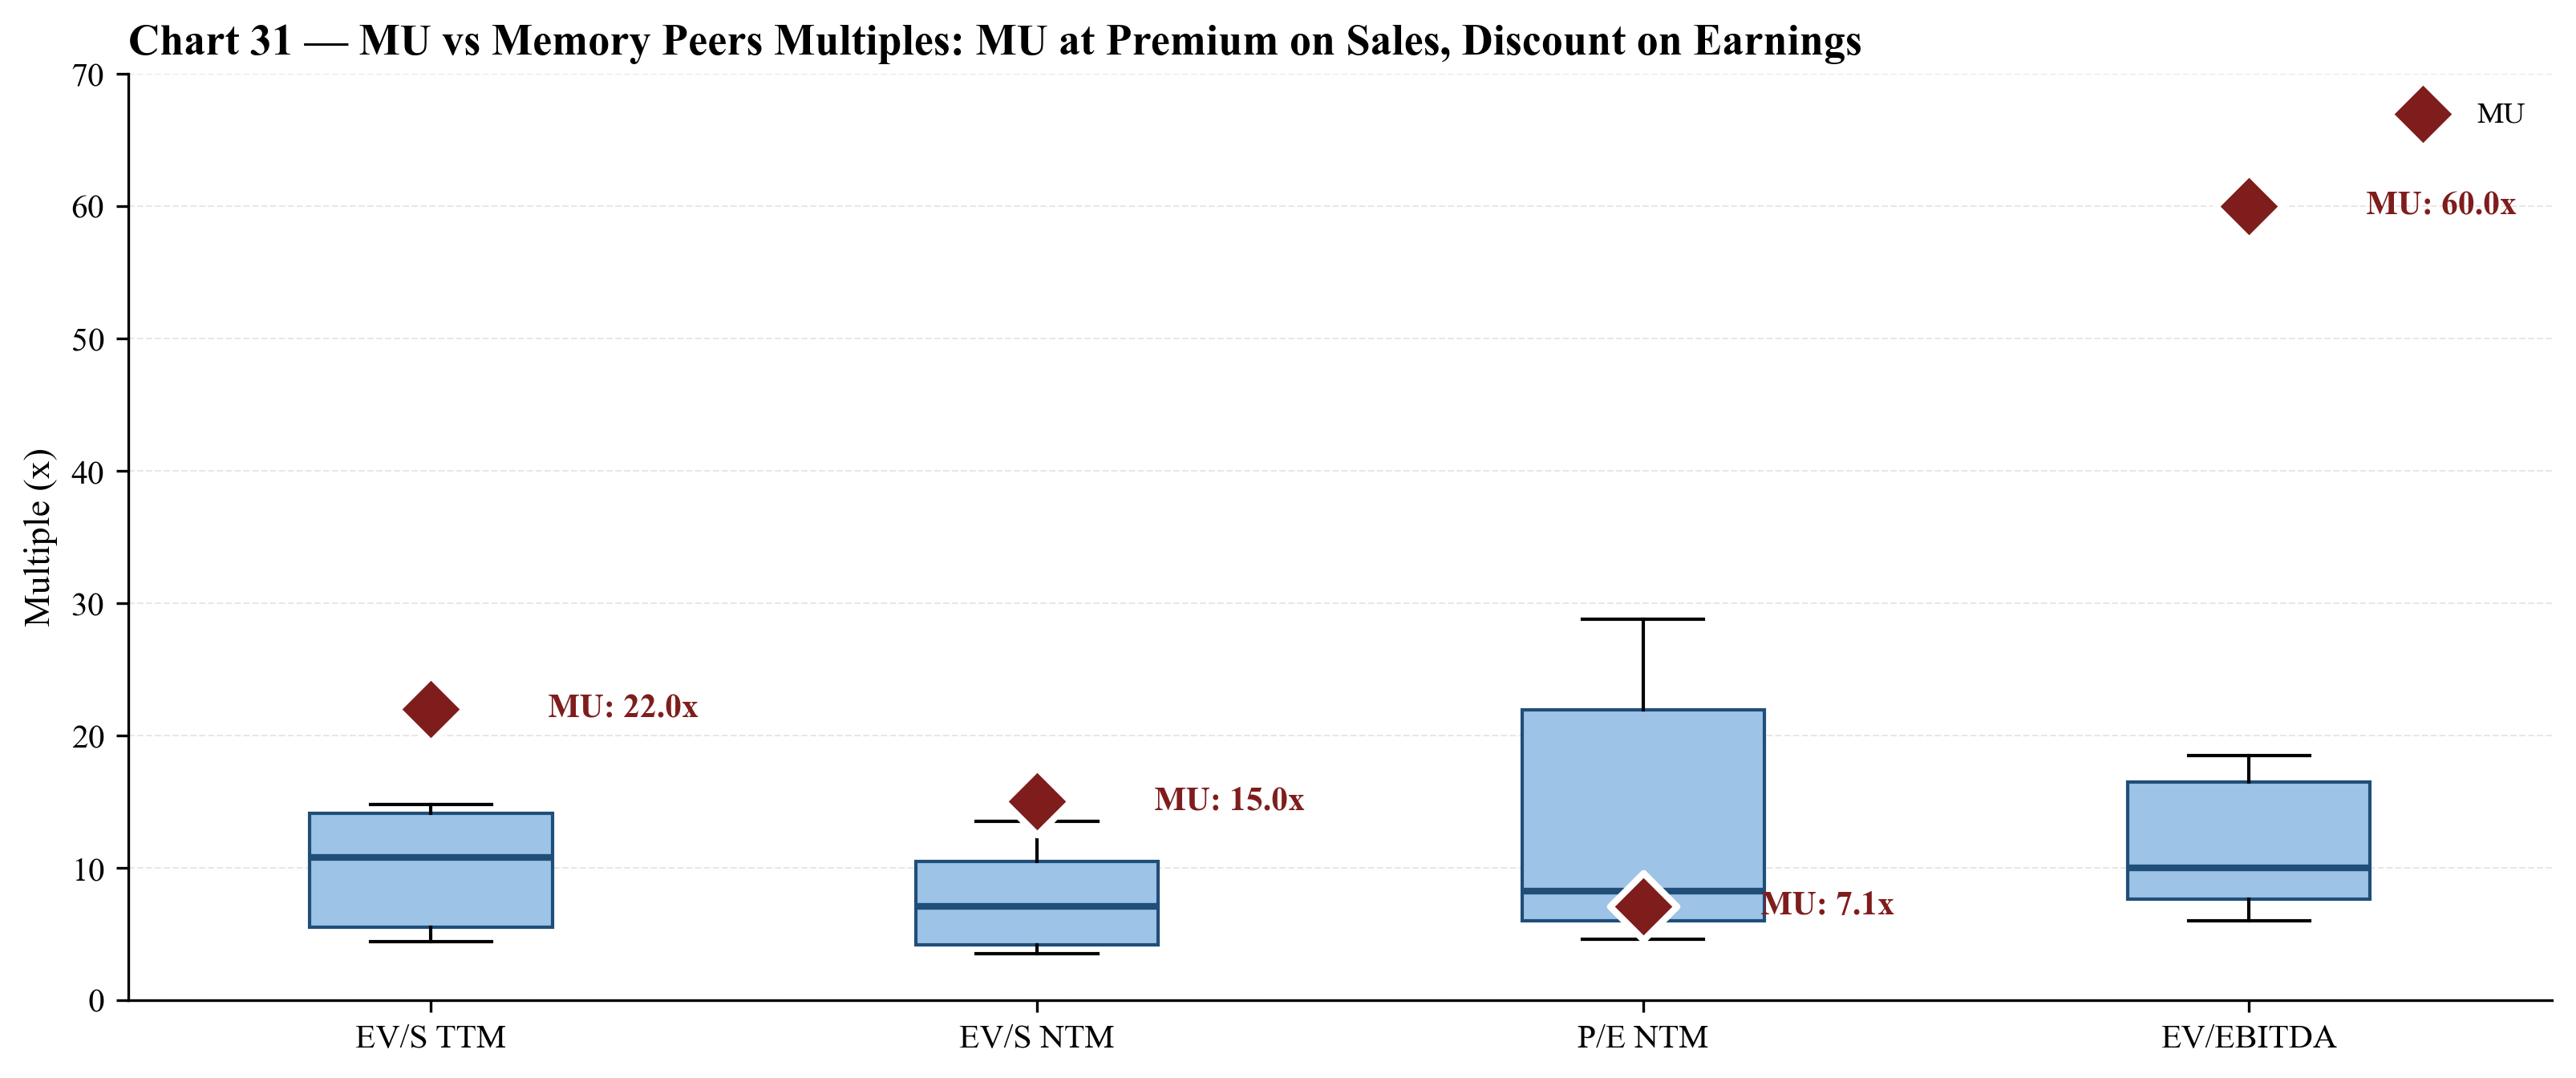 Chart 31 — MU vs Memory Peers Multiples: MU at Premium on Sales, Discount on Earnings
70
60
50
40
30
20
10
0
Multiple (x)
MU
MU: 60.0x
MU: 22.0x
MU: 15.0x
MU: 7.1x
EV/S TTM
EV/S NTM
P/E NTM
EV/EBITDA